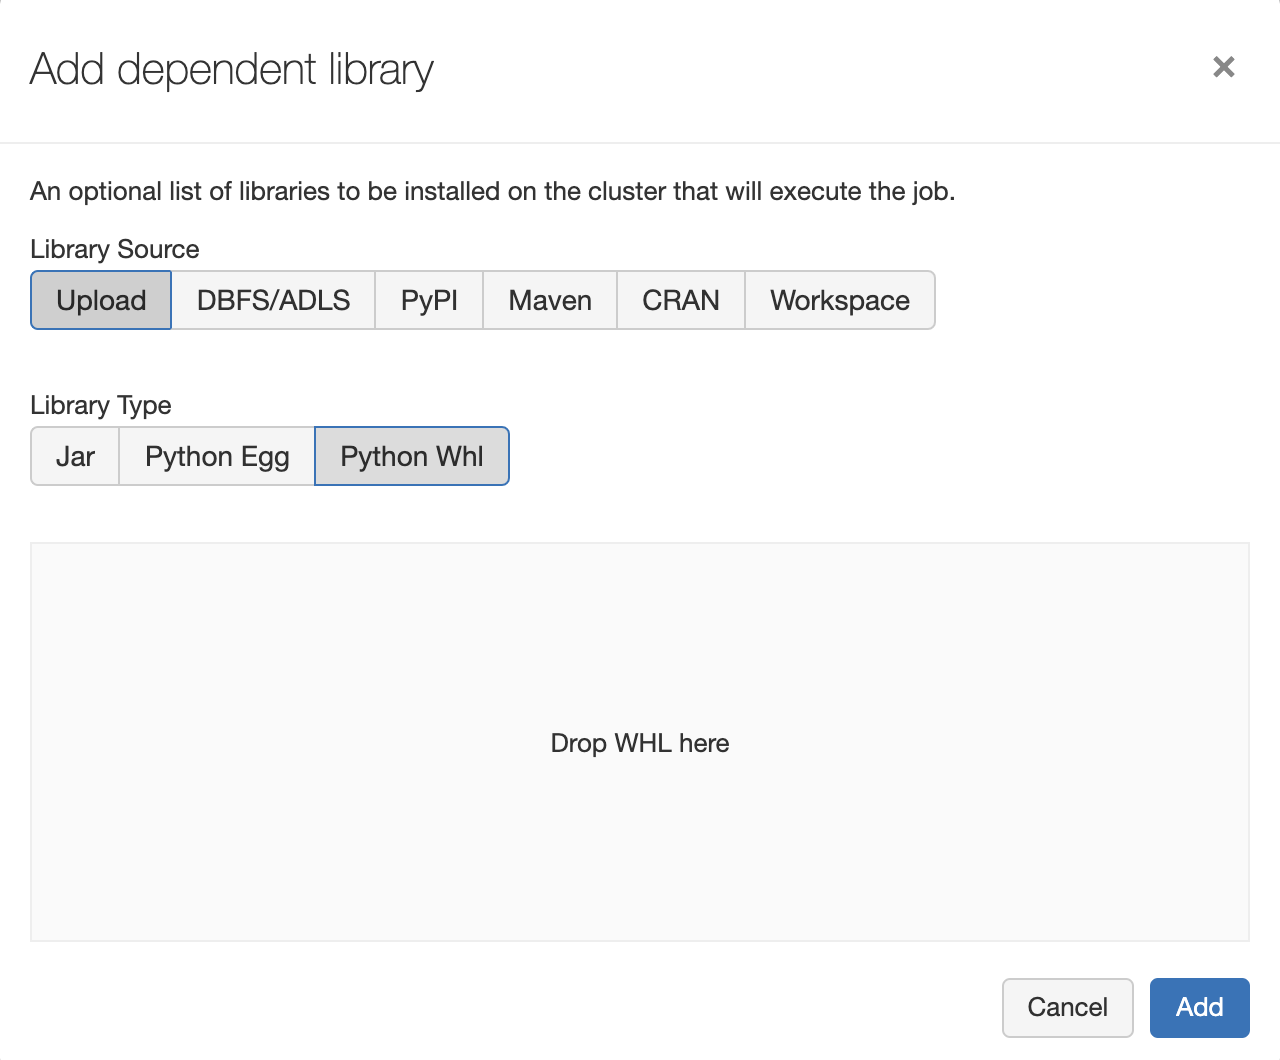 Add dependent library
An optional list of libraries to be installed on the cluster that will execute the job.
Library Source
Upload DBFS/ADLS PyPI Maven CRAN Workspace
Library Type
Jar Python Egg Python Whl
Drop WHL here
Cancel Add